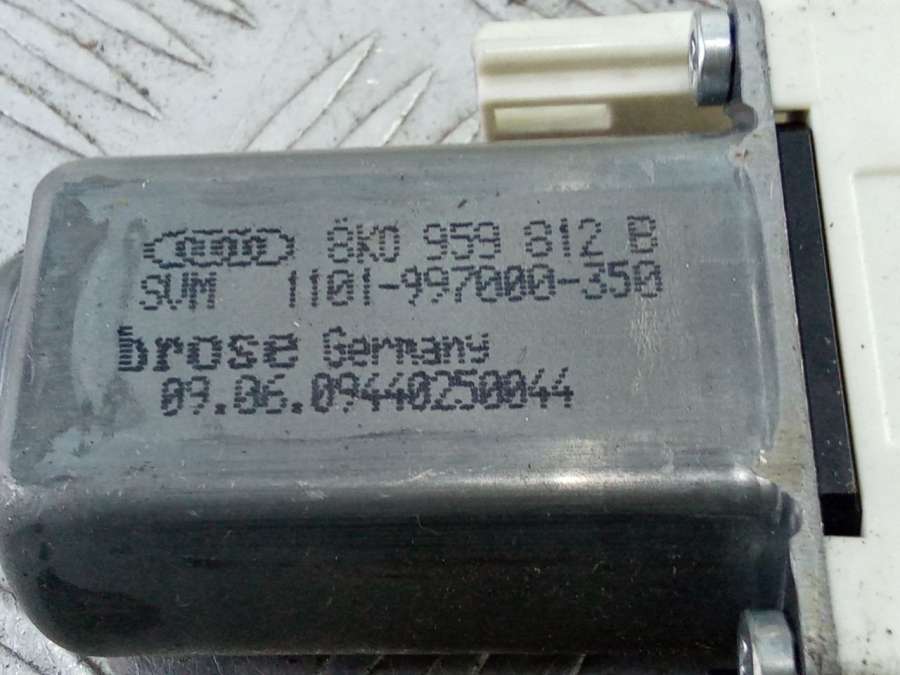 8K0 959 812 B
SVM 1101-997000-350
brose Germany
09.06.09440250044